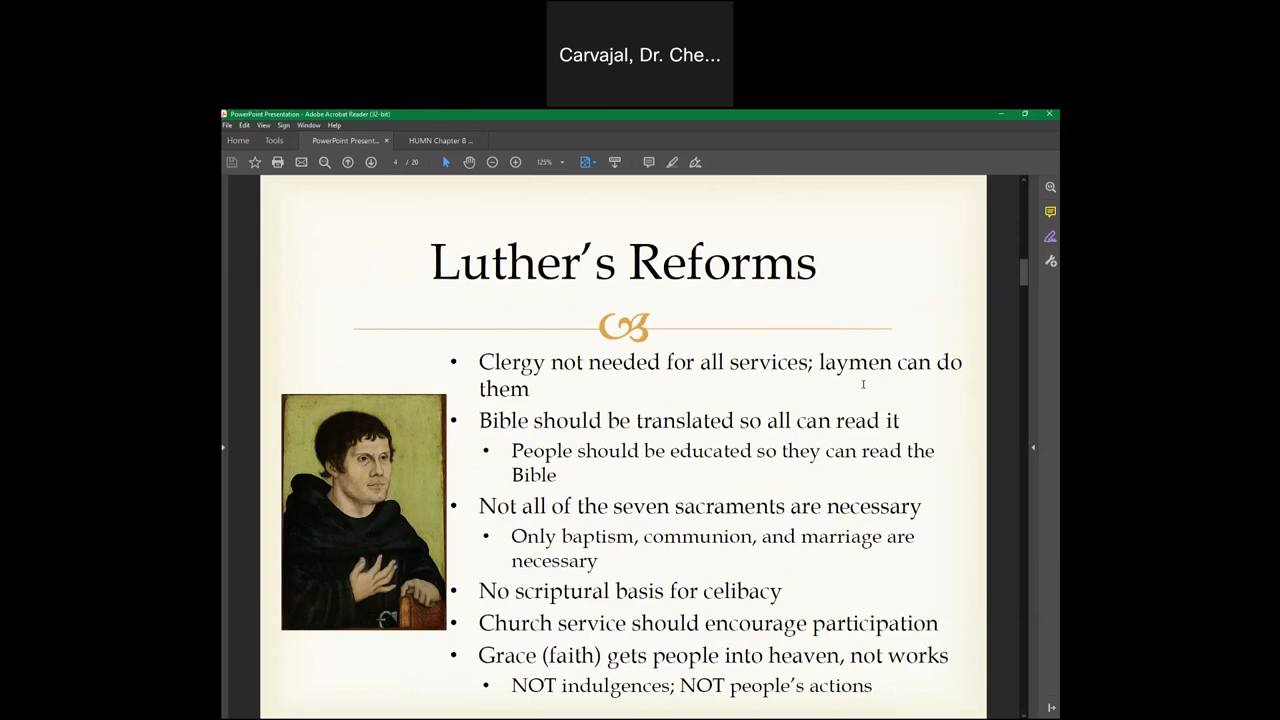 Carvajal, Dr. Che...
PowerPoint Presentation - Adobe Acrobat Reader (32-bit)
File Edit View Sign Window Help
Home Tools PowerPoint Present... × HUMN Chapter 8 ...
4 / 20 125%
Luther's Reforms
• Clergy not needed for all services; laymen can do
them
• Bible should be translated so all can read it
• People should be educated so they can read the
Bible
• Not all of the seven sacraments are necessary
• Only baptism, communion, and marriage are
necessary
• No scriptural basis for celibacy
• Church service should encourage participation
• Grace (faith) gets people into heaven, not works
• NOT indulgences; NOT people's actions